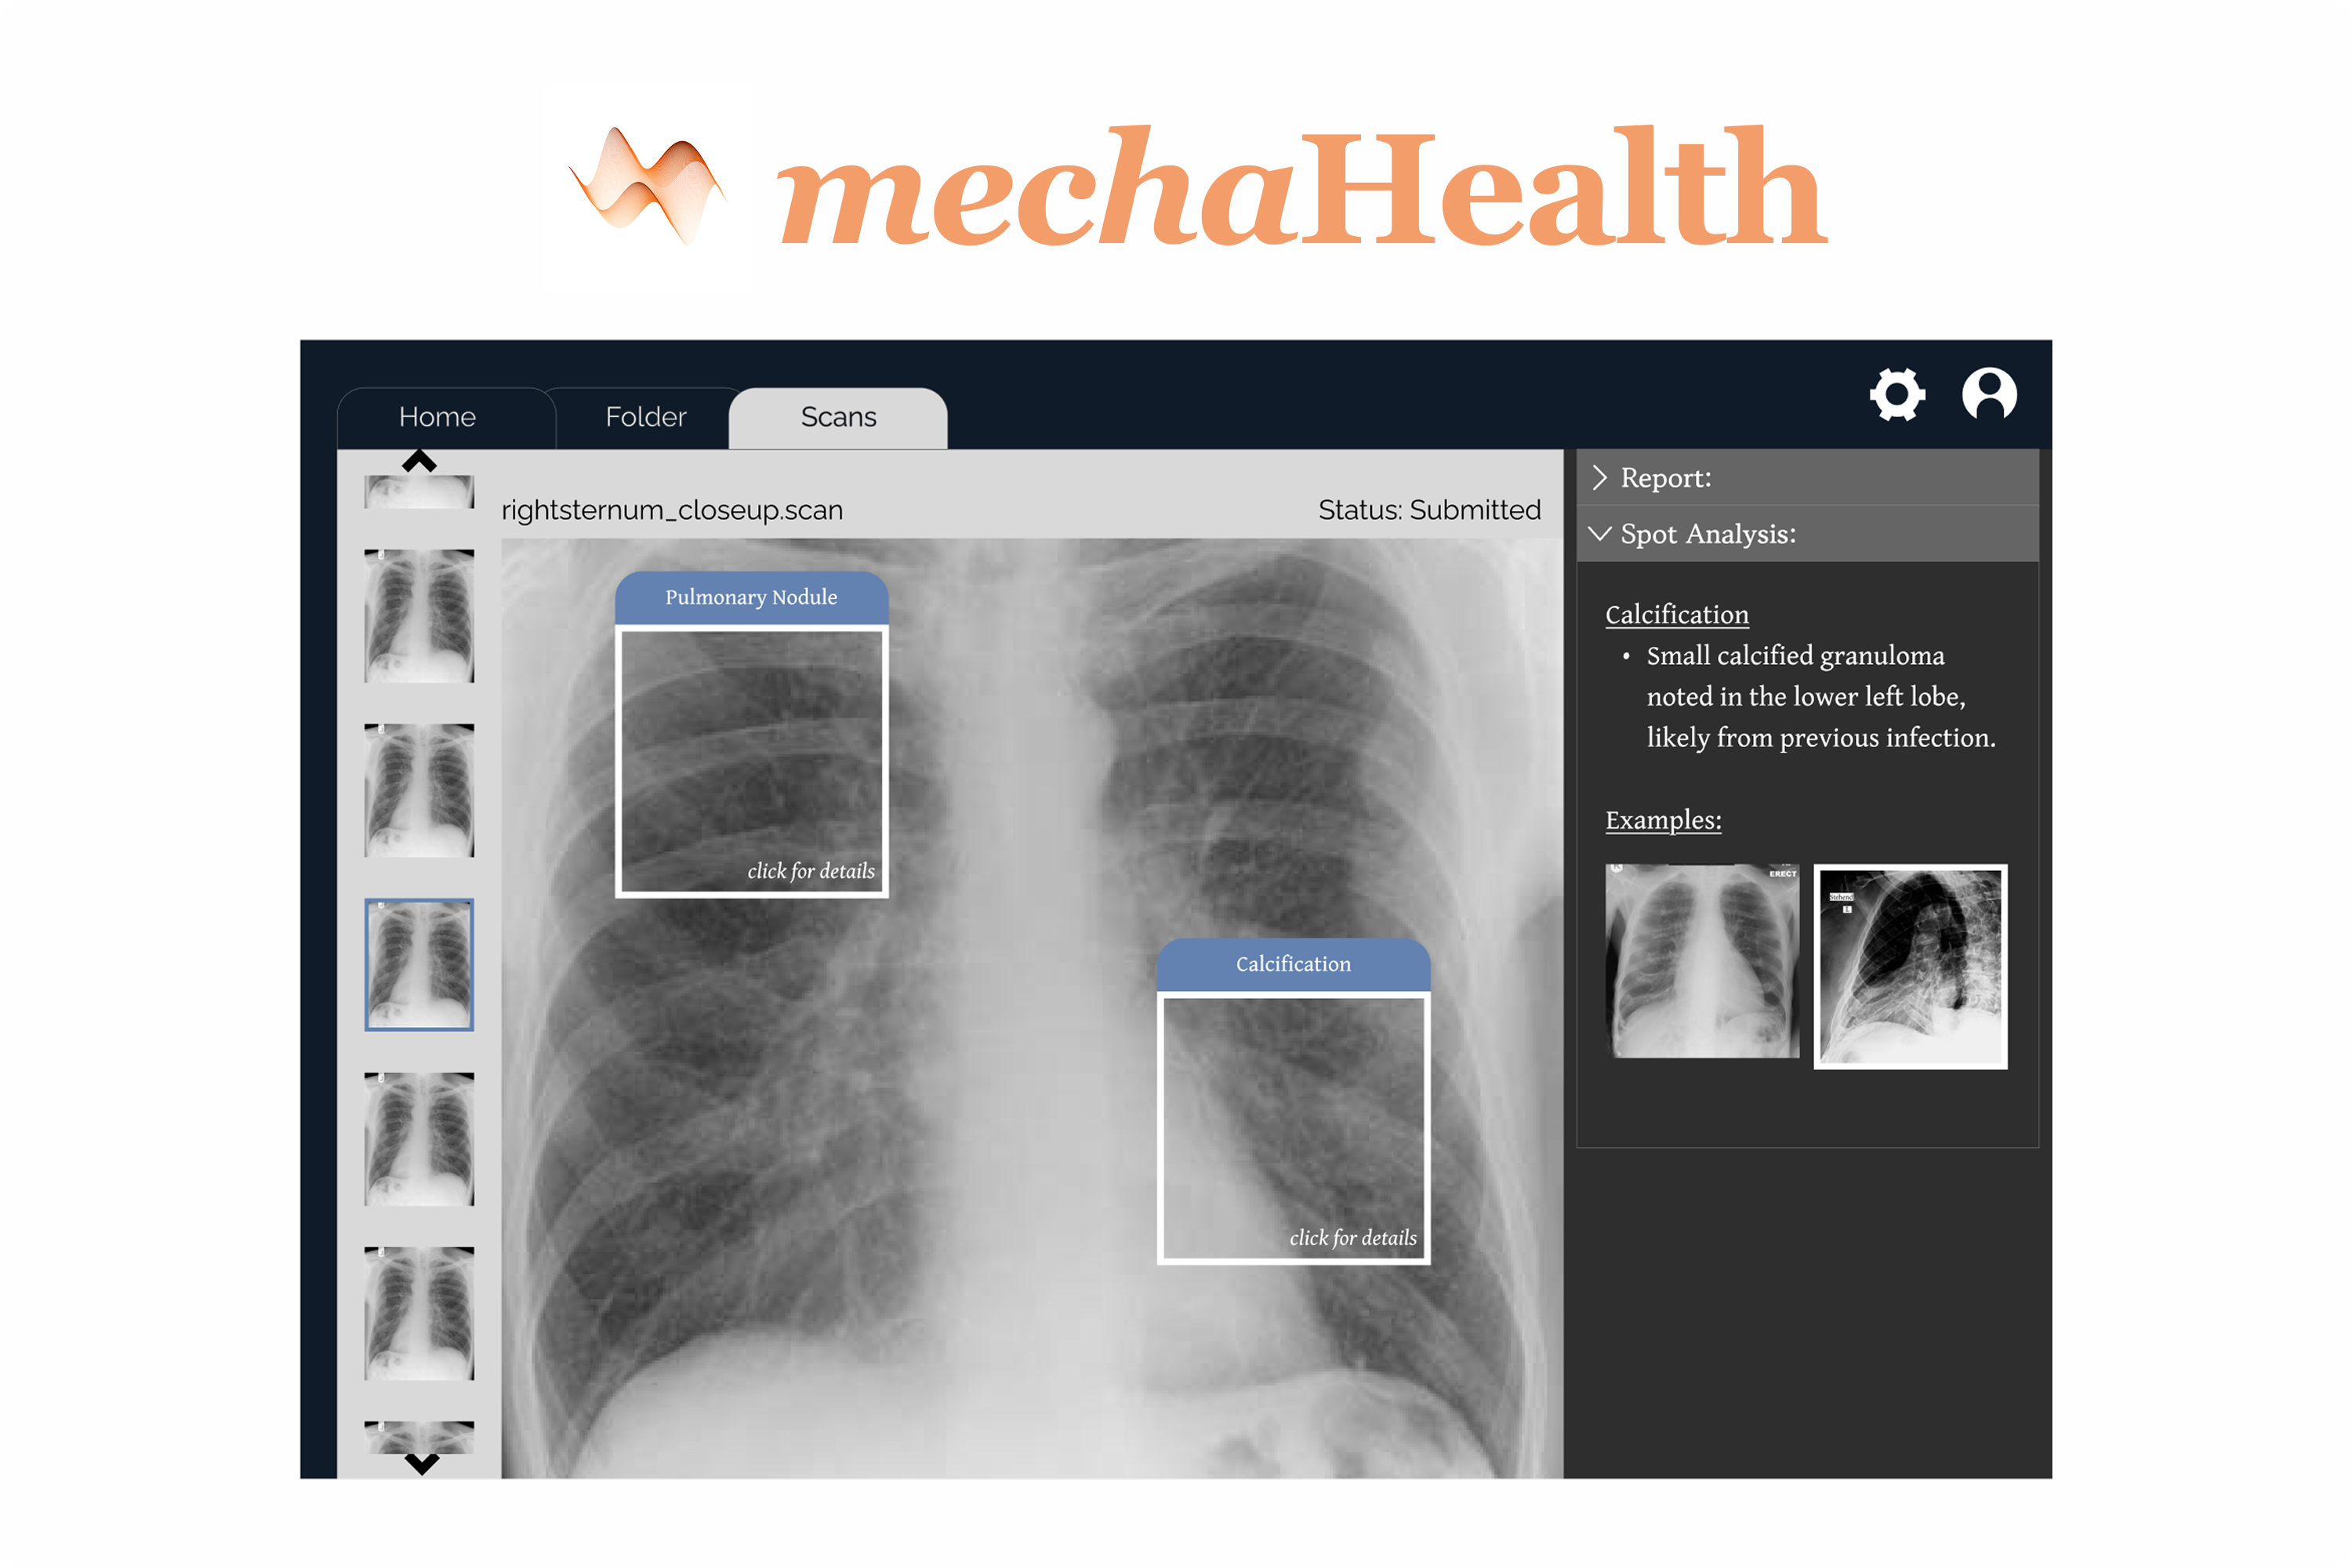 mechaHealth
Home
Folder
Scans
rightsternum_closeup.scan
Status: Submitted
Pulmonary Nodule
click for details
Calcification
click for details
Report:
Spot Analysis:
Calcification
• Small calcified granuloma
noted in the lower left lobe,
likely from previous infection.
Examples:
ERECT